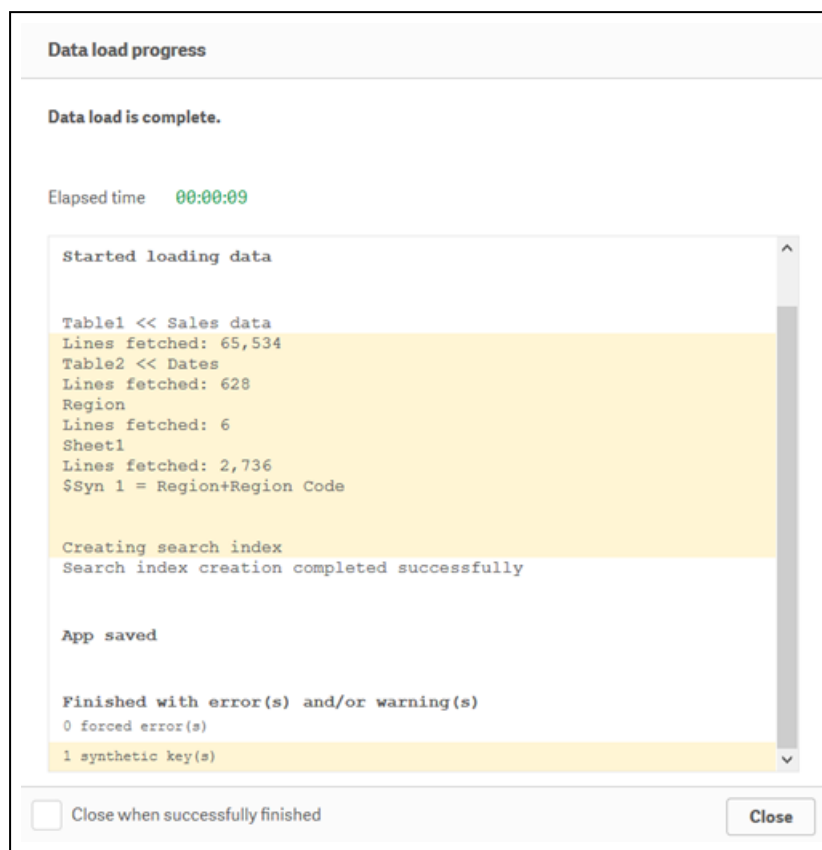 Data load progress
Data load is complete.
Elapsed time 00:00:09
Started loading data
Table1 << Sales data
Lines fetched: 65,534
Table2 << Dates
Lines fetched: 628
Region
Lines fetched: 6
Sheet1
Lines fetched: 2,736
$Syn 1 = Region+Region Code
Creating search index
Search index creation completed successfully
App saved
Finished with error(s) and/or warning(s)
0 forced error(s)
1 synthetic key(s)
Close when successfully finished
Close